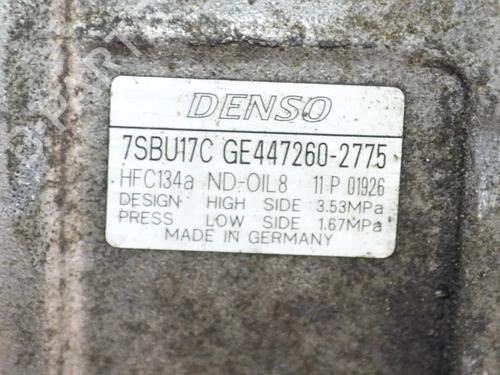 DENSO
7SBU17C GE447260-2775
HFC134a ND-OIL8 11 P 01926
DESIGN HIGH SIDE 3.53MPa
PRESS LOW SIDE 1.67MPa
MADE IN GERMANY